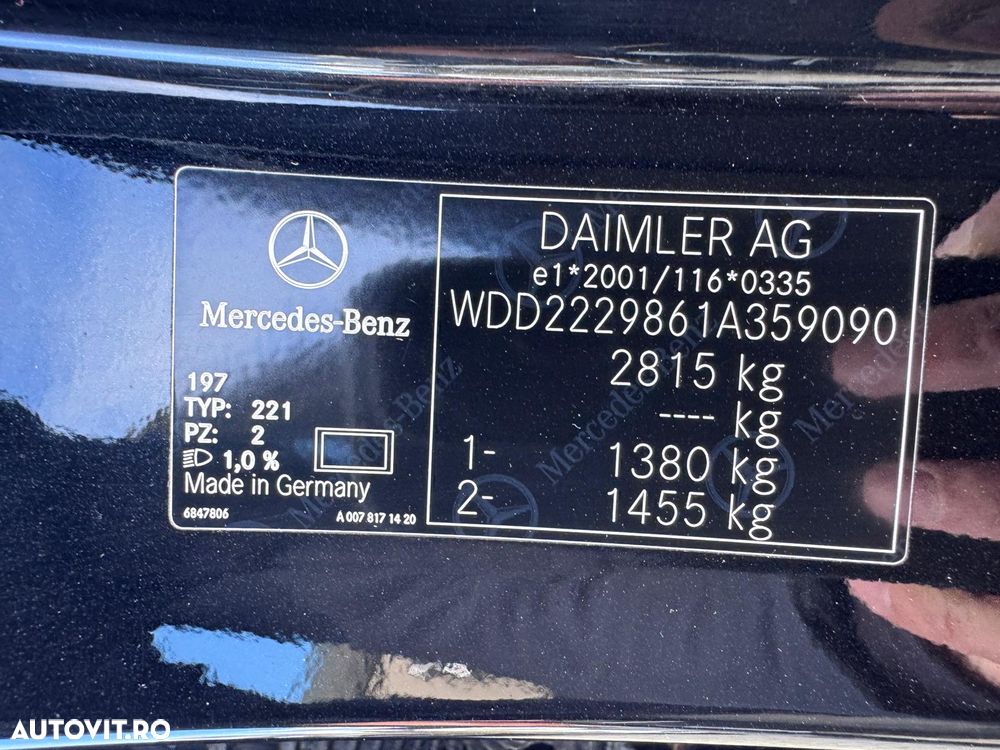 Mercedes-Benz
197
TYP: 221
PZ: 2
1,0 %
Made in Germany
6847806 A 007 817 14 20
DAIMLER AG
e1*2001/116*0335
WDD2229861A359090
2815 kg
---- kg
1- 1380 kg
2- 1455 kg
AUTOVIT.RO